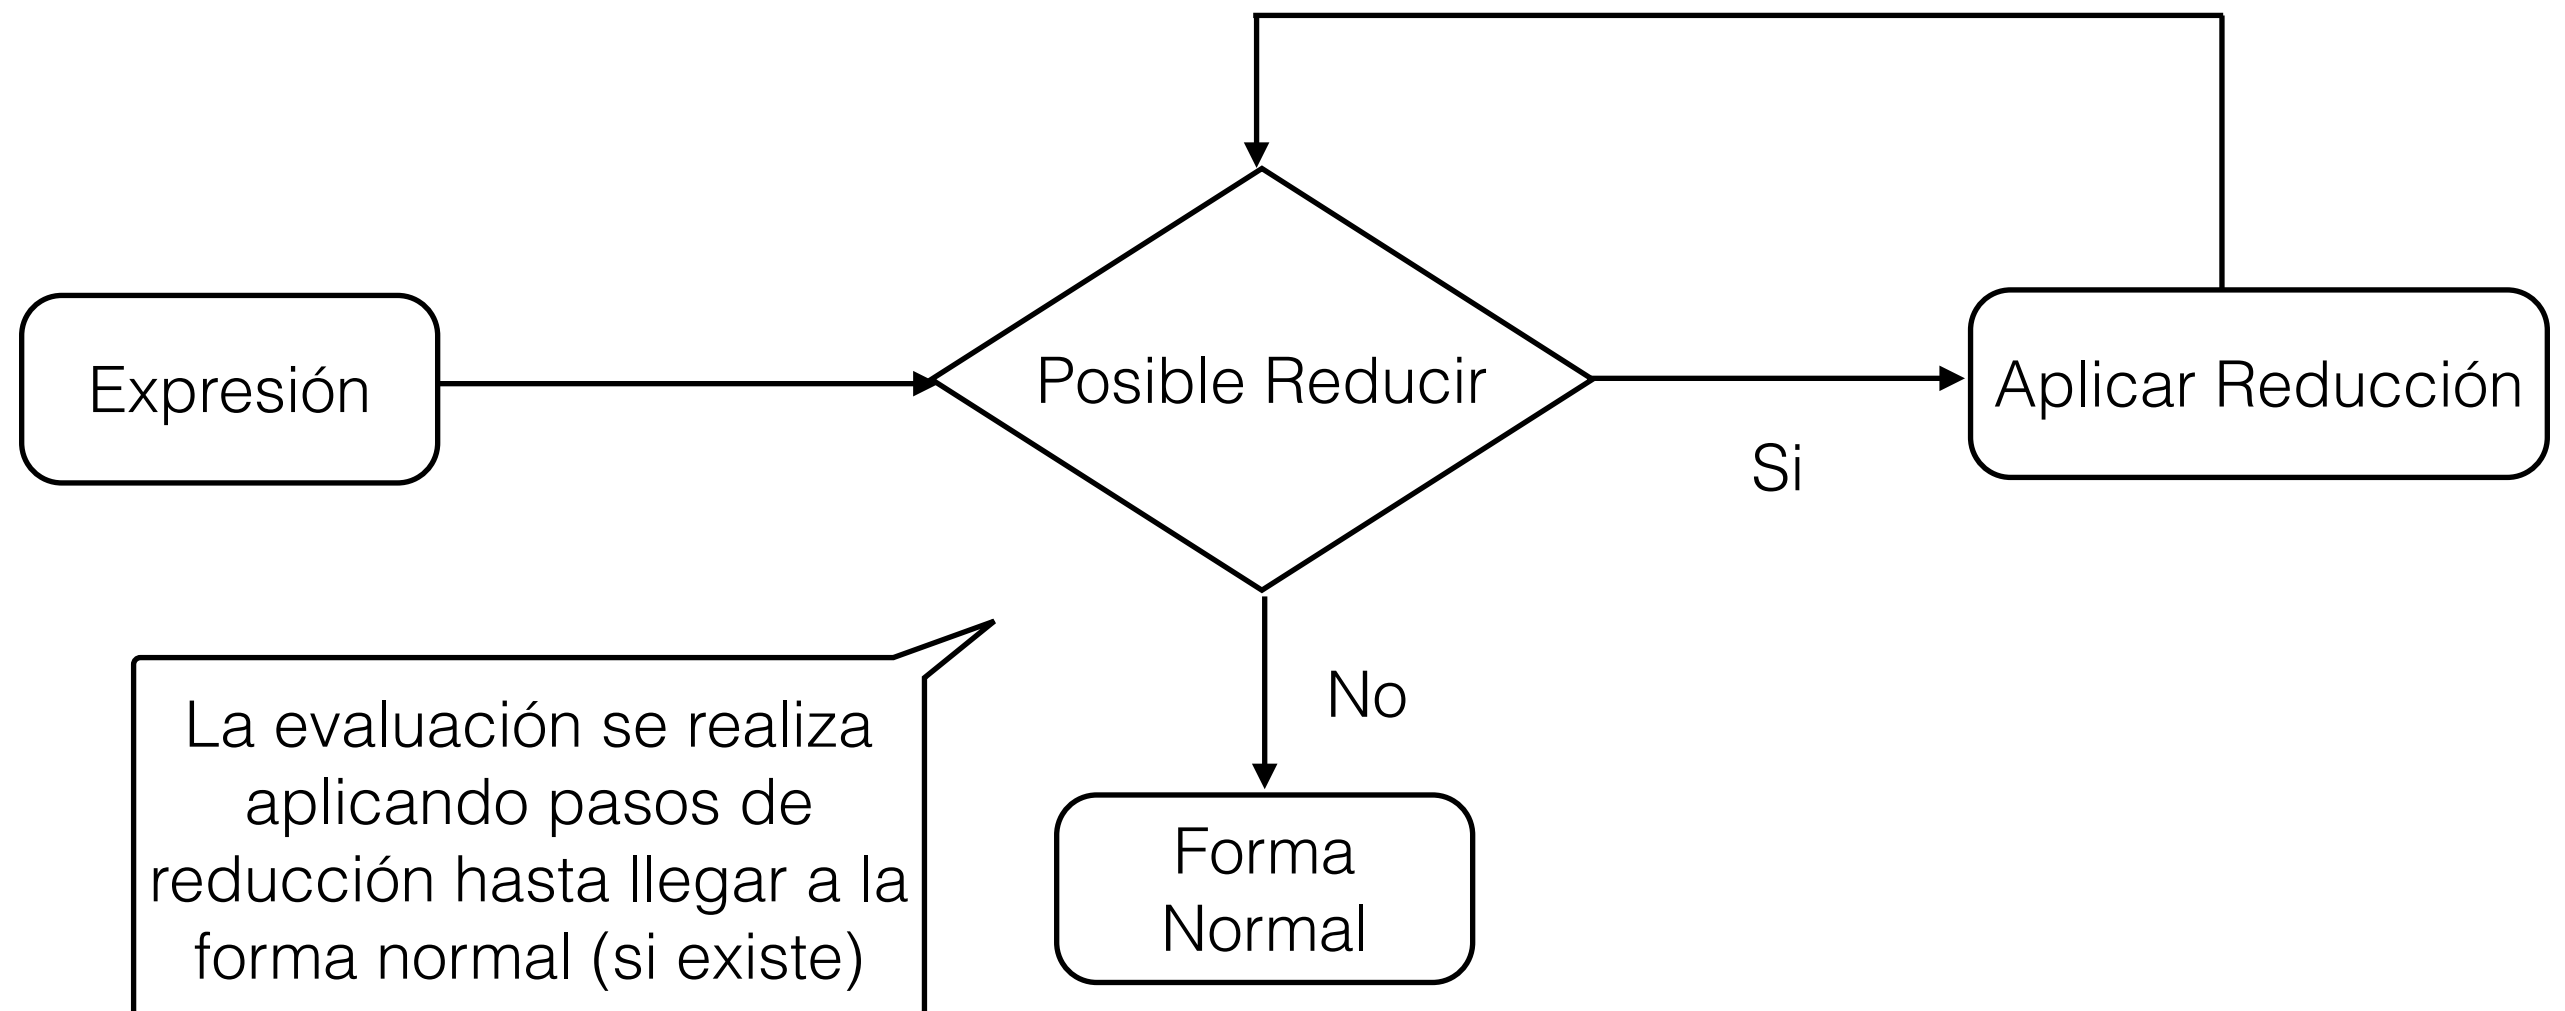 Expresión
Posible Reducir
Aplicar Reducción
Si
No
La evaluación se realiza
aplicando pasos de
reducción hasta llegar a la
forma normal (si existe)
Forma
Normal